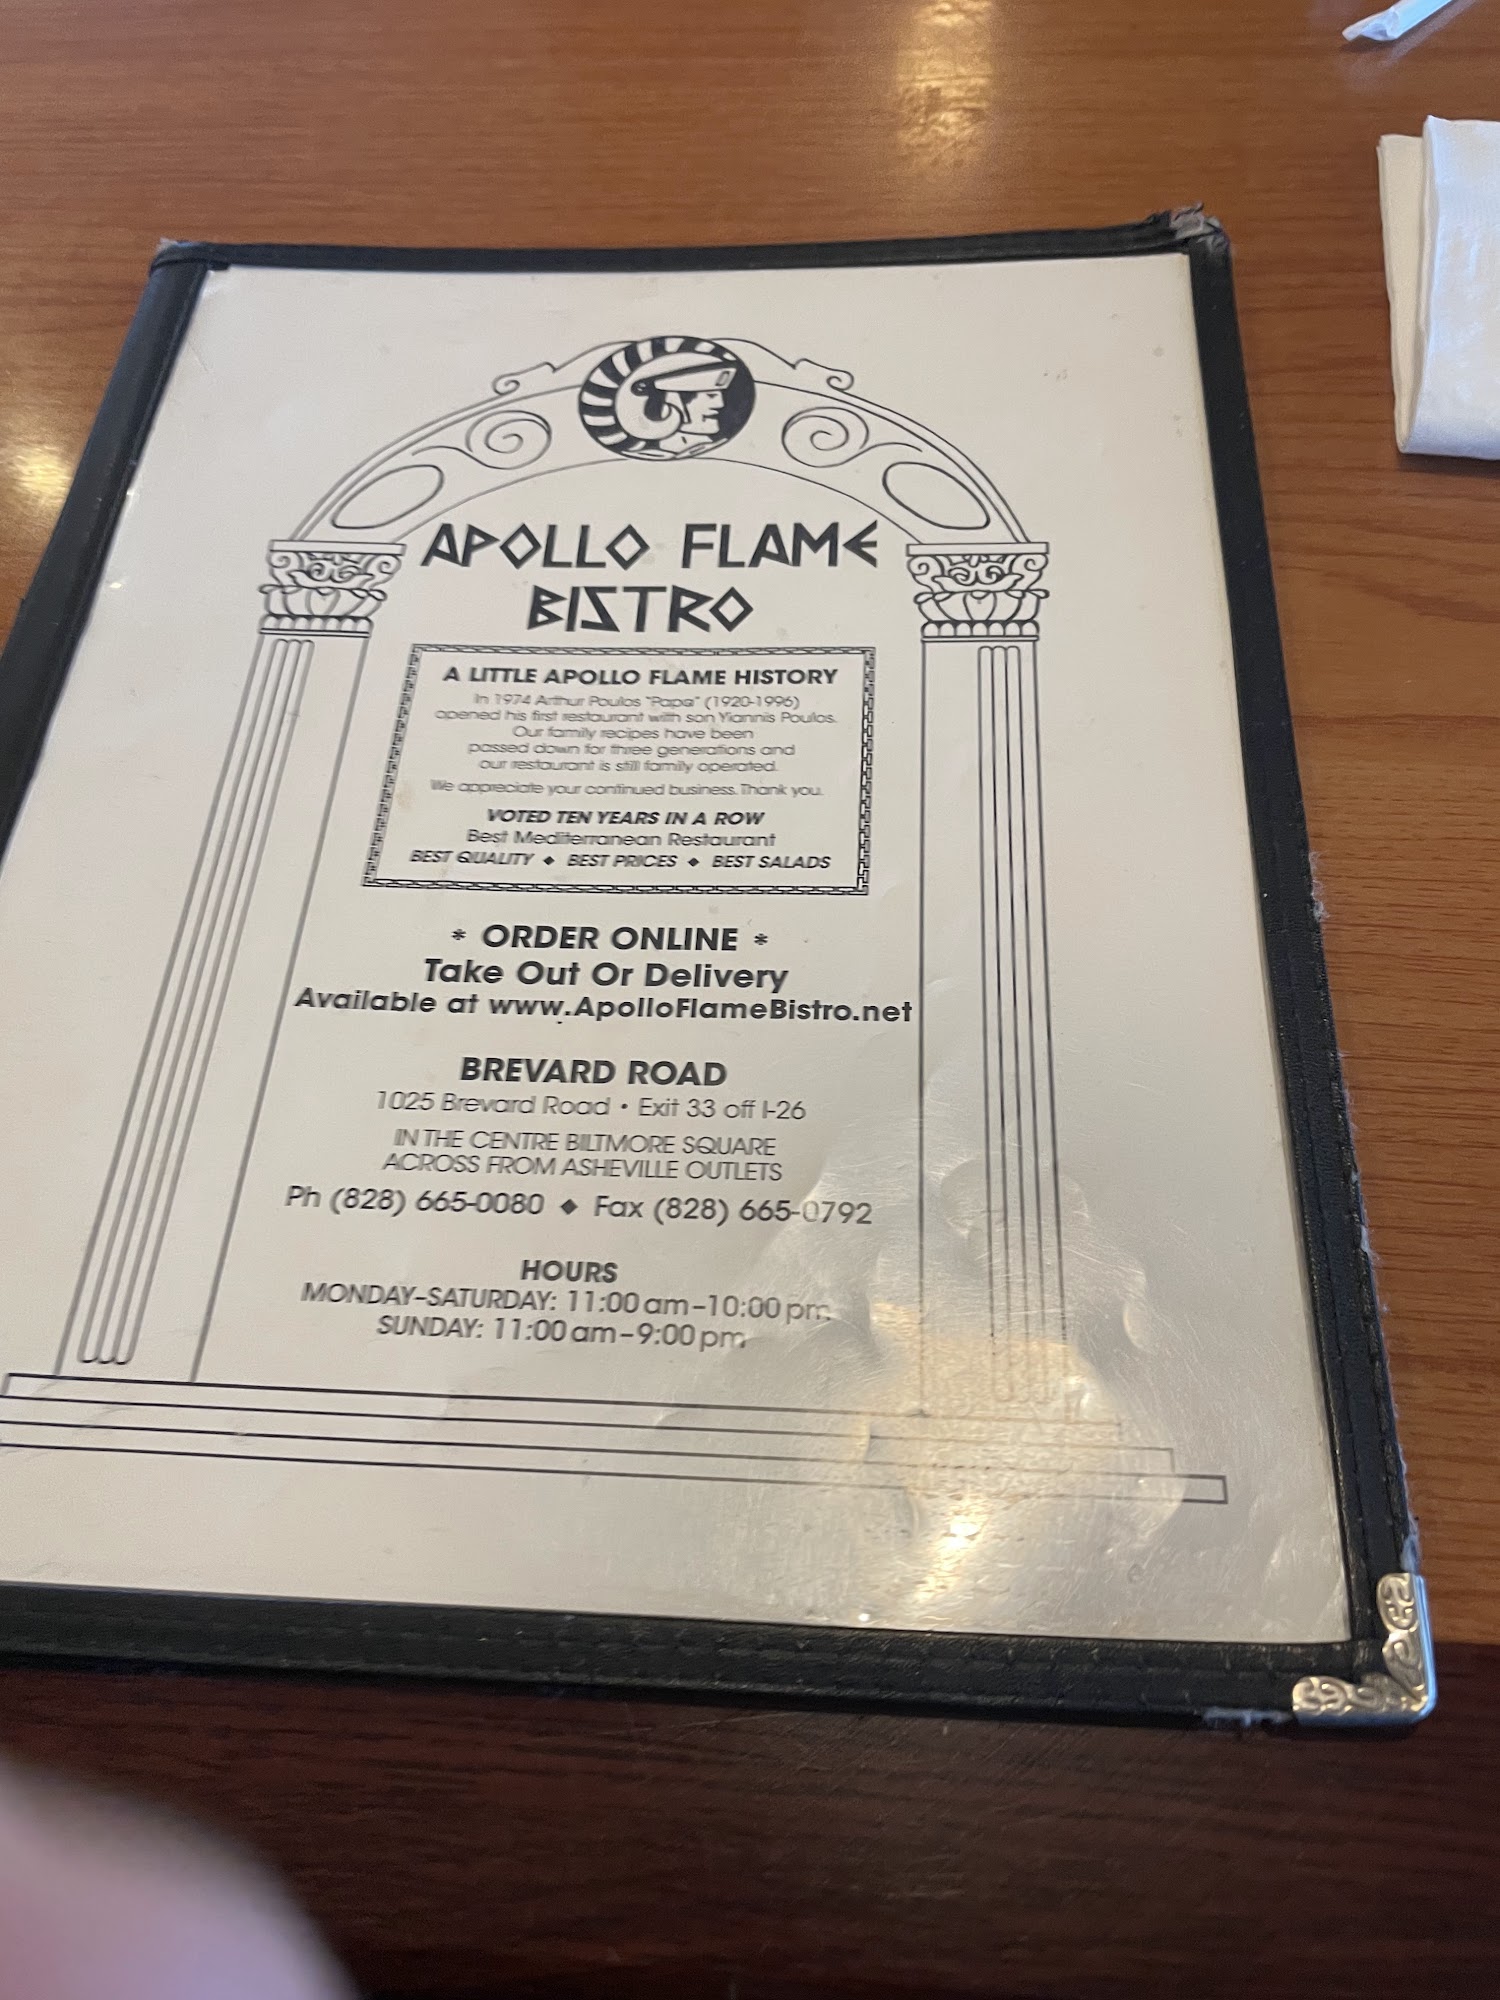 APOLLO FLAME
BISTRO
A LITTLE APOLLO FLAME HISTORY
In 1974 Arthur Poulos "Papa" (1920-1996)
opened his first restaurant with son Yiannis Poulos.
Our family recipes have been
passed down for three generations and
our restaurant is still family operated.
We appreciate your continued business. Thank you.
VOTED TEN YEARS IN A ROW
Best Mediterranean Restaurant
BEST QUALITY ◆ BEST PRICES ◆ BEST SALADS
* ORDER ONLINE *
Take Out Or Delivery
Available at www.ApolloFlameBistro.net
BREVARD ROAD
1025 Brevard Road • Exit 33 off I-26
IN THE CENTRE BILTMORE SQUARE
ACROSS FROM ASHEVILLE OUTLETS
Ph (828) 665-0080 ◆ Fax (828) 665-0792
HOURS
MONDAY–SATURDAY: 11:00 am–10:00 pm
SUNDAY: 11:00 am–9:00 pm